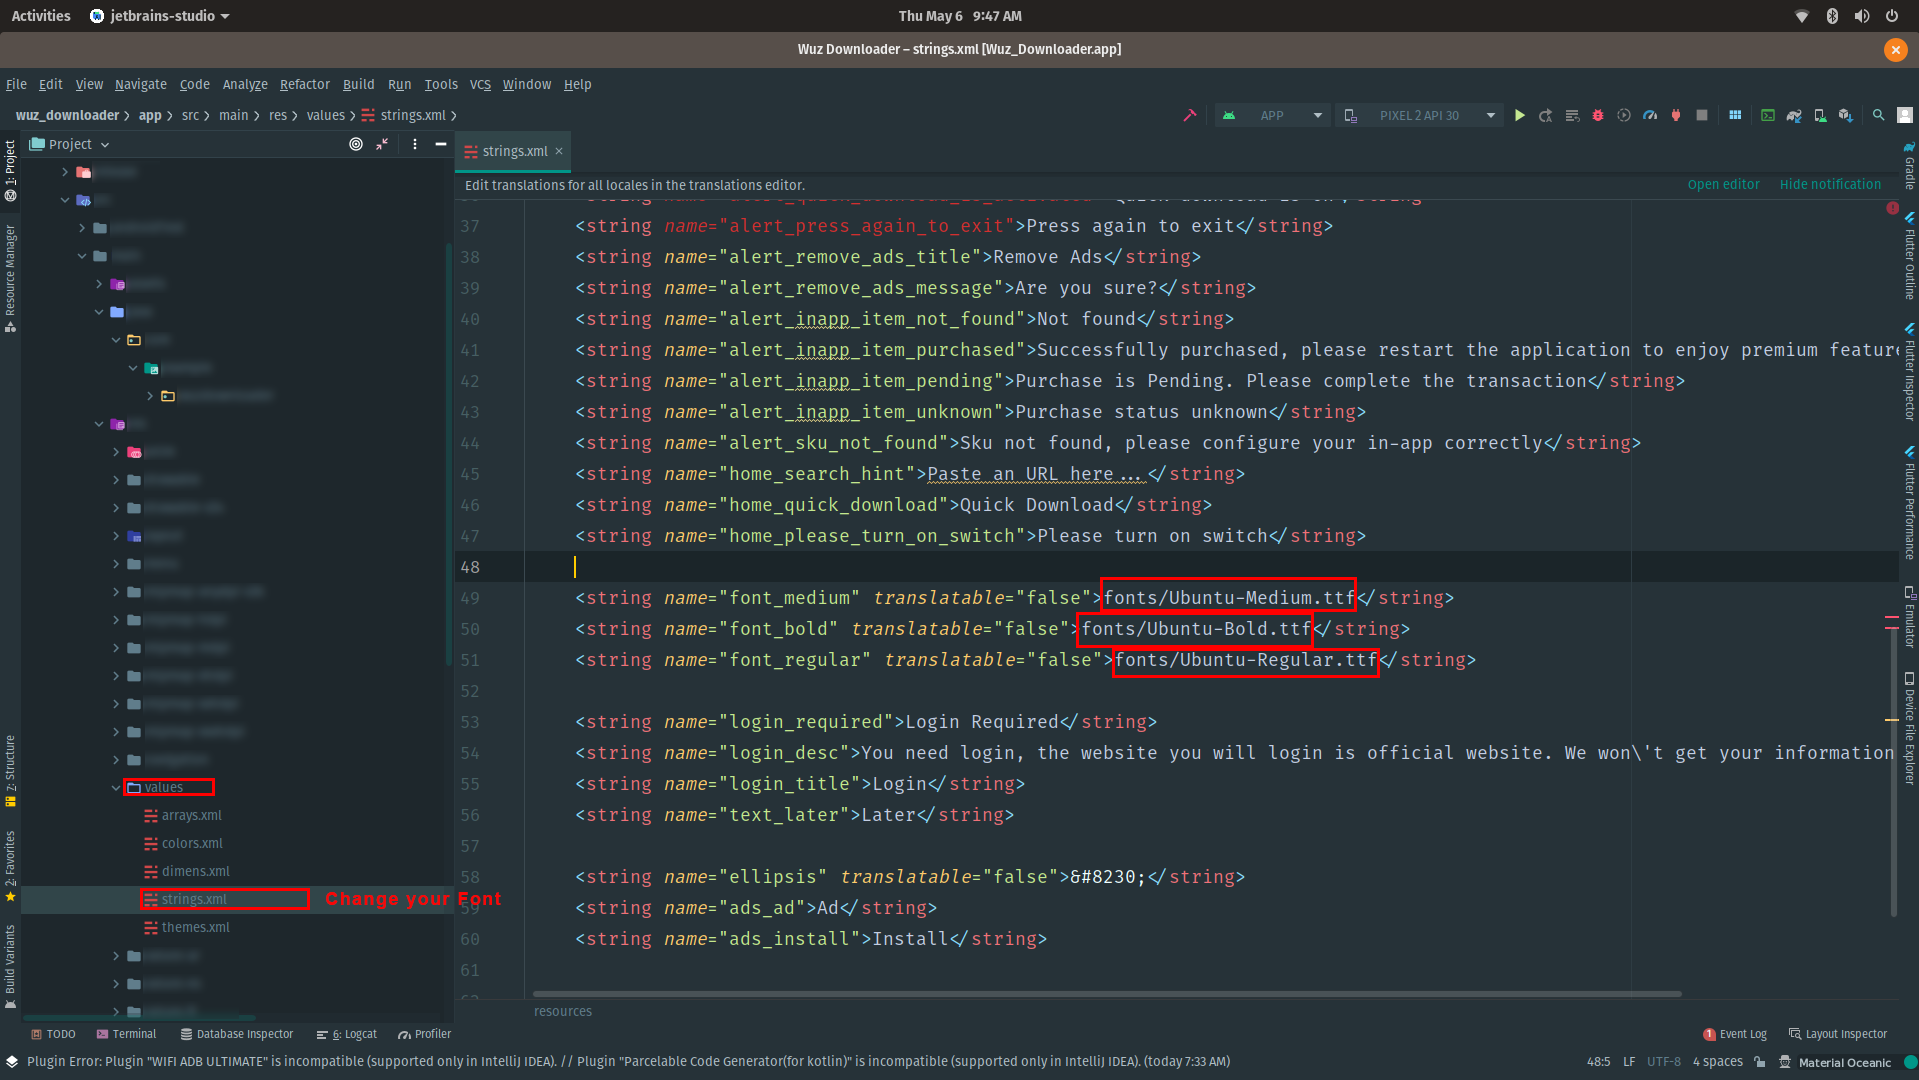 Activities jetbrains-studio Thu May 6 9:47 AM
Wuz Downloader – strings.xml [Wuz_Downloader.app]
File Edit View Navigate Code Analyze Refactor Build Run Tools VCS Window Help
wuz_downloader app src main res values strings.xml APP PIXEL 2 API 30
Project strings.xml
Edit translations for all locales in the translations editor. Open editor Hide notification
37 <string name="alert_press_again_to_exit">Press again to exit</string>
38 <string name="alert_remove_ads_title">Remove Ads</string>
39 <string name="alert_remove_ads_message">Are you sure?</string>
40 <string name="alert_inapp_item_not_found">Not found</string>
41 <string name="alert_inapp_item_purchased">Successfully purchased, please restart the application to enjoy premium feature
42 <string name="alert_inapp_item_pending">Purchase is Pending. Please complete the transaction</string>
43 <string name="alert_inapp_item_unknown">Purchase status unknown</string>
44 <string name="alert_sku_not_found">Sku not found, please configure your in-app correctly</string>
45 <string name="home_search_hint">Paste an URL here...</string>
46 <string name="home_quick_download">Quick Download</string>
47 <string name="home_please_turn_on_switch">Please turn on switch</string>
48
49 <string name="font_medium" translatable="false">fonts/Ubuntu-Medium.ttf</string>
50 <string name="font_bold" translatable="false">fonts/Ubuntu-Bold.ttf</string>
51 <string name="font_regular" translatable="false">fonts/Ubuntu-Regular.ttf</string>
52
53 <string name="login_required">Login Required</string>
54 <string name="login_desc">You need login, the website you will login is official website. We won\'t get your information
55 <string name="login_title">Login</string>
56 <string name="text_later">Later</string>
57
58 <string name="ellipsis" translatable="false">&#8230;</string>
59 <string name="ads_ad">Ad</string>
60 <string name="ads_install">Install</string>
61
values
arrays.xml
colors.xml
dimens.xml
strings.xml Change your Font
themes.xml
1: Project
Resource Manager
7: Structure
2: Favorites
Build Variants
Gradle
Flutter Outline
Flutter Inspector
Flutter Performance
Emulator
Device File Explorer
resources
TODO Terminal Database Inspector 6: Logcat Profiler 1 Event Log Layout Inspector
Plugin Error: Plugin "WIFI ADB ULTIMATE" is incompatible (supported only in IntelliJ IDEA). // Plugin "Parcelable Code Generator(for kotlin)" is incompatible (supported only in IntelliJ IDEA). (today 7:33 AM) 48:5 LF UTF-8 4 spaces Material Oceanic